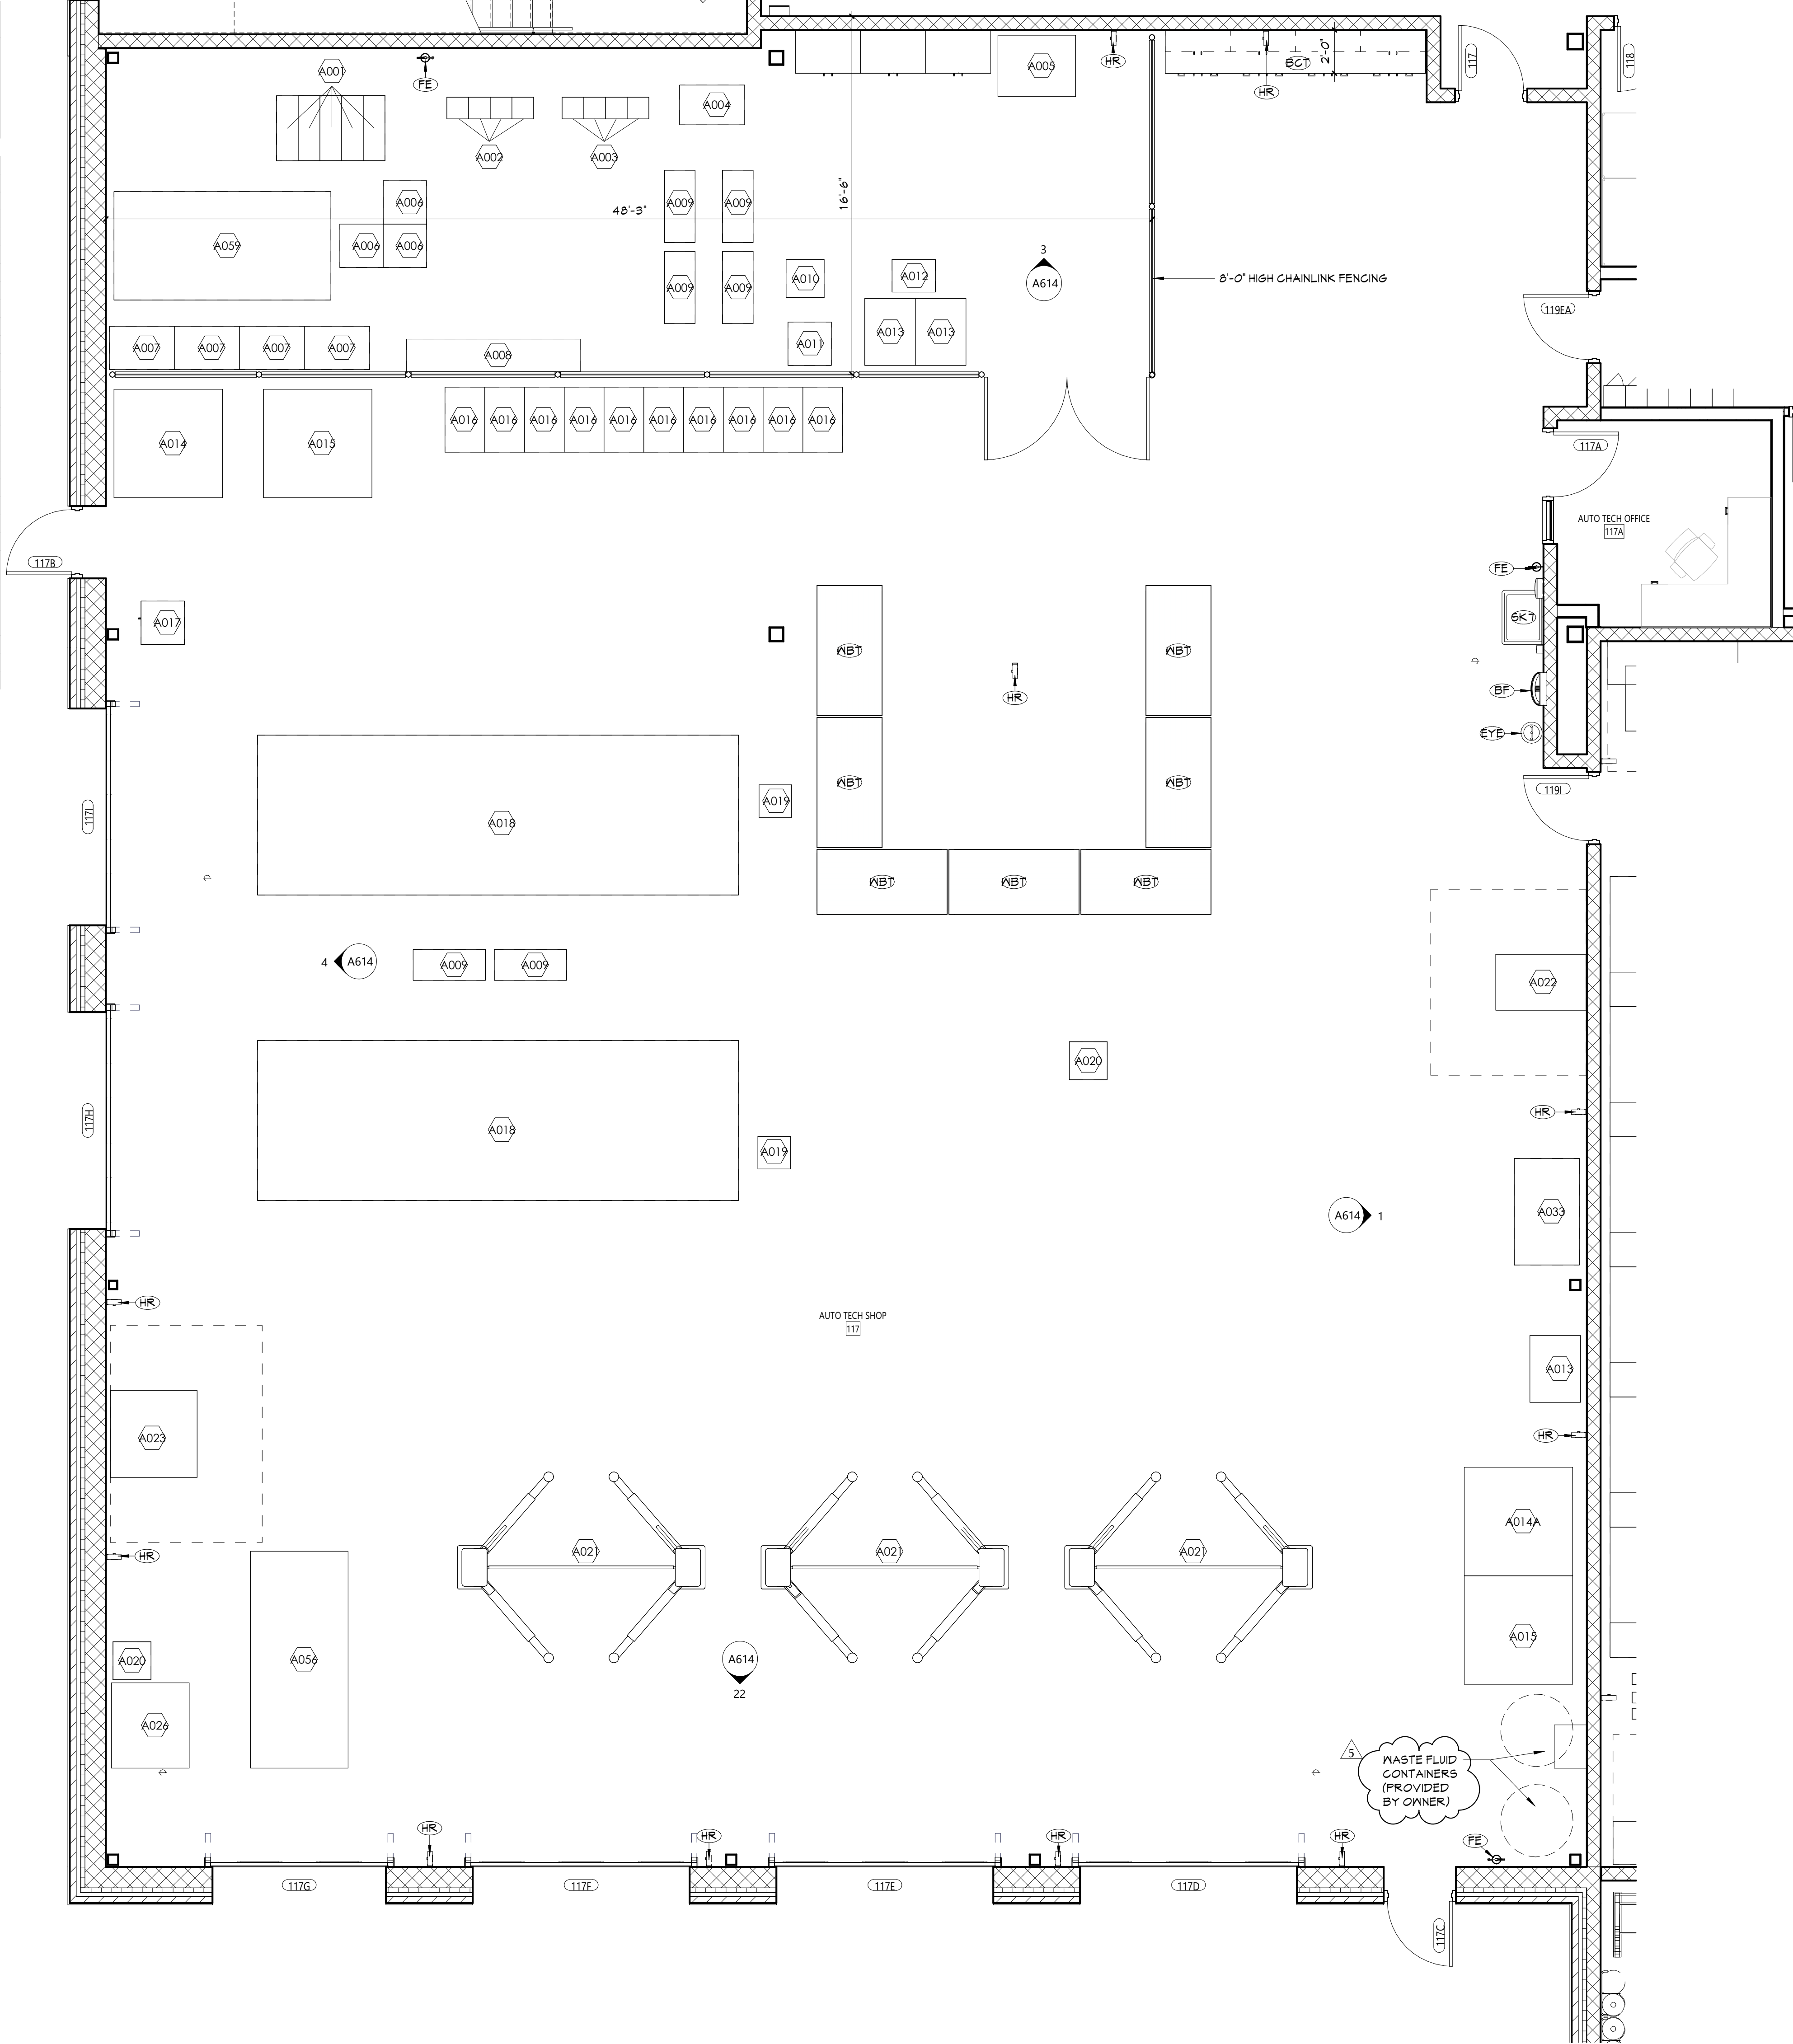 A001
FE
A002
A003
A004
A005
HR
HR
BCT
2'-0"
117
118
A059
A006
A006
A006
48'-3"
16'-6"
A009
A009
A009
A009
A010
A011
A012
A013
A013
3
A614
8'-0" HIGH CHAINLINK FENCING
119EA
A007
A007
A007
A007
A008
A014
A015
A016
A016
A016
A016
A016
A016
A016
A016
A016
A016
117A
AUTO TECH OFFICE
117A
117B
FE
SKT
BF
EYE
119I
A017
WBT
WBT
WBT
WBT
WBT
WBT
WBT
HR
117I
A018
A019
4
A614
A009
A009
A022
A020
117H
A018
A019
HR
A033
A614
1
HR
AUTO TECH SHOP
117
A013
HR
A023
HR
A021
A021
A021
A014A
A015
A020
A056
A026
A614
22
5
WASTE FLUID
CONTAINERS
(PROVIDED
BY OWNER)
HR
HR
HR
HR
FE
117G
117F
117E
117D
117C